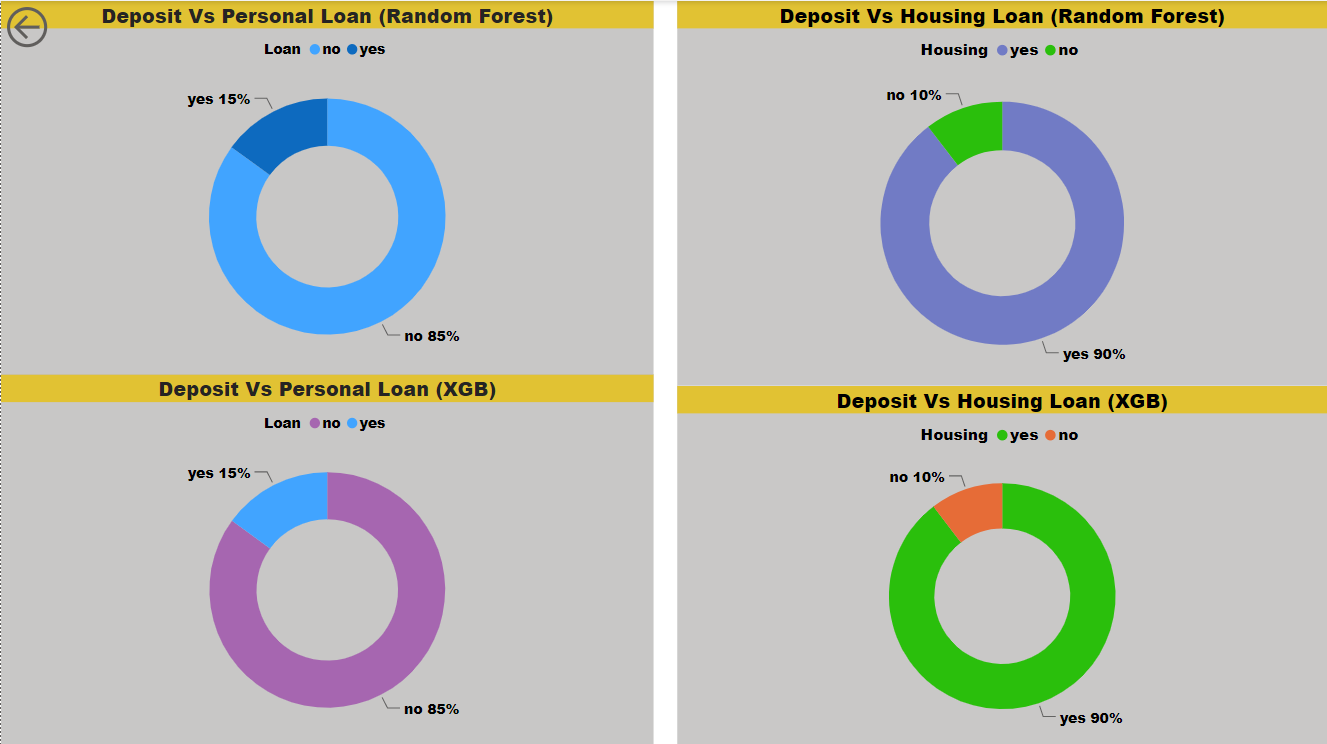 Deposit Vs Personal Loan (Random Forest)
Loan no yes
yes 15%
no 85%
Deposit Vs Housing Loan (Random Forest)
Housing yes no
no 10%
yes 90%
Deposit Vs Personal Loan (XGB)
Loan no yes
yes 15%
no 85%
Deposit Vs Housing Loan (XGB)
Housing yes no
no 10%
yes 90%